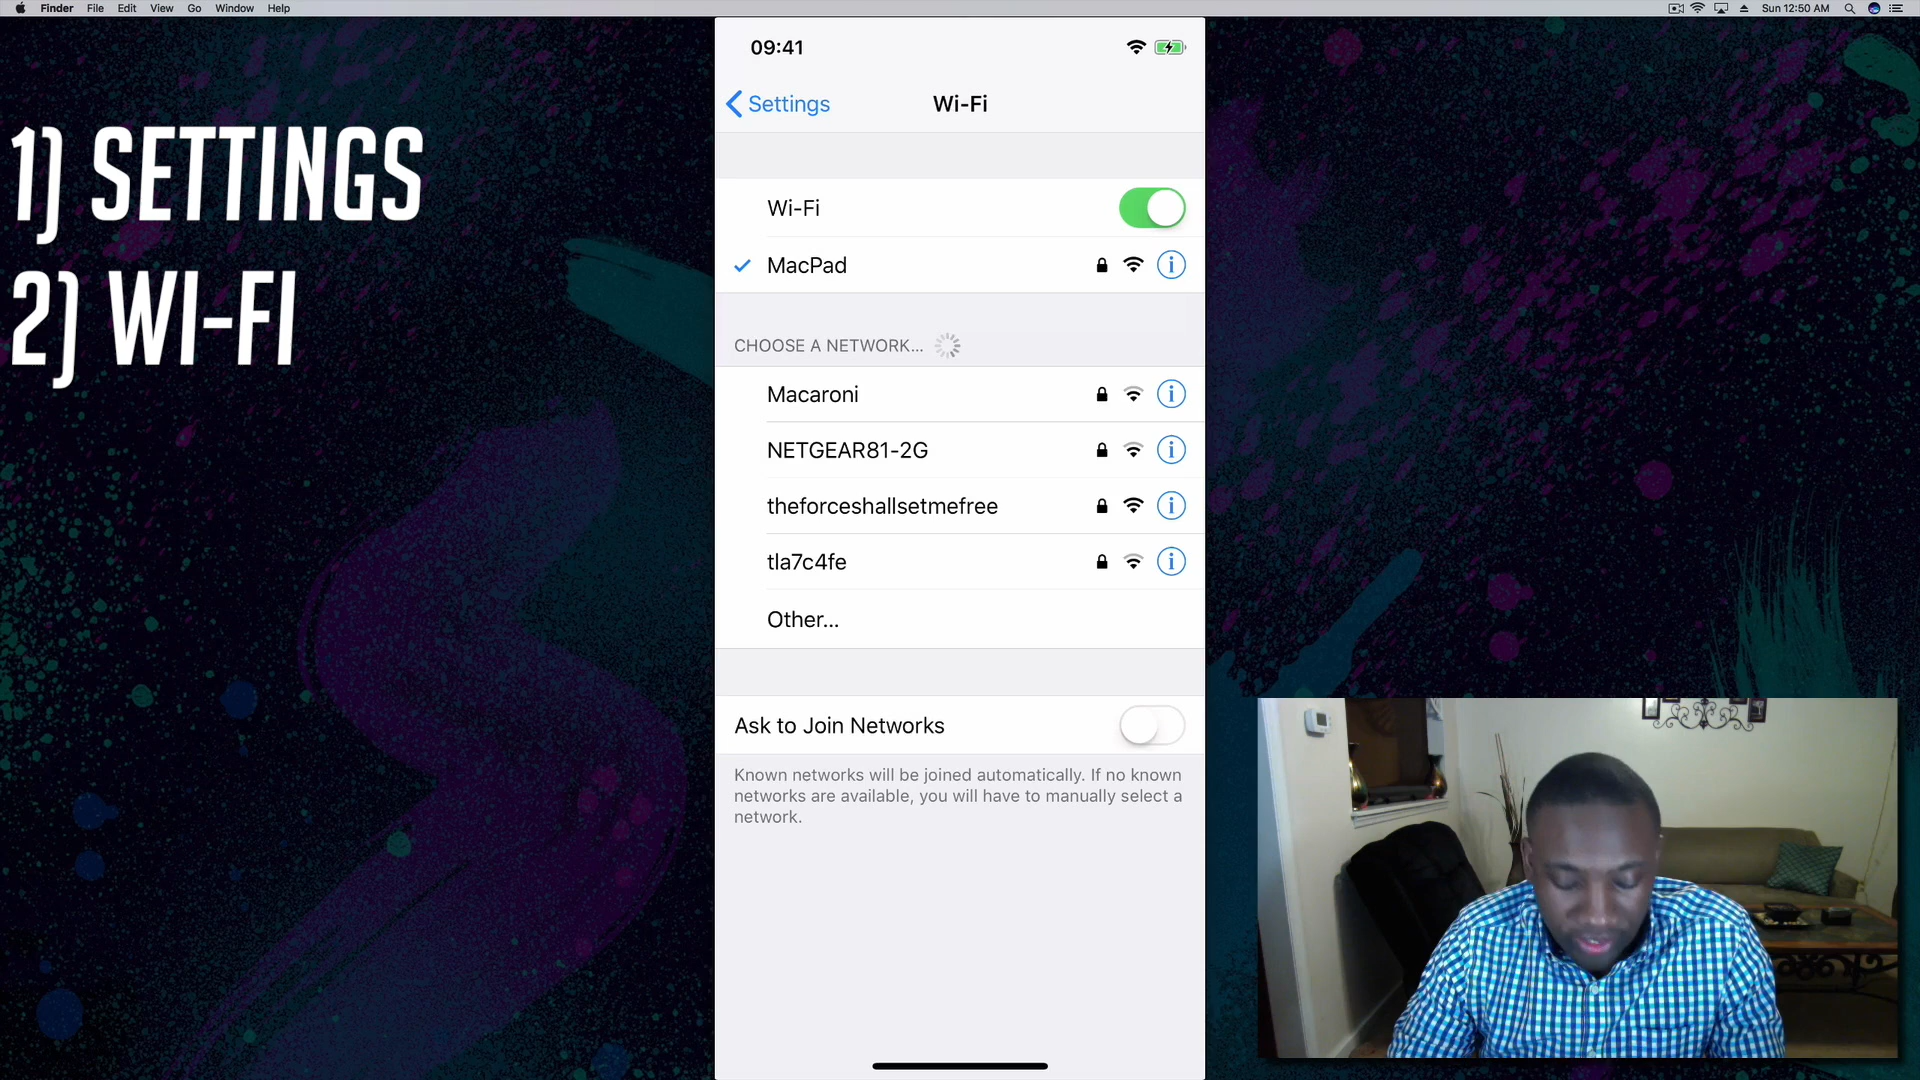 Finder File Edit View Go Window Help
Sun 12:50 AM
1) SETTINGS
2) WI-FI
09:41
Settings
Wi-Fi
Wi-Fi
MacPad
CHOOSE A NETWORK...
Macaroni
NETGEAR81-2G
theforceshallsetmefree
tla7c4fe
Other...
Ask to Join Networks
Known networks will be joined automatically. If no known
networks are available, you will have to manually select a
network.